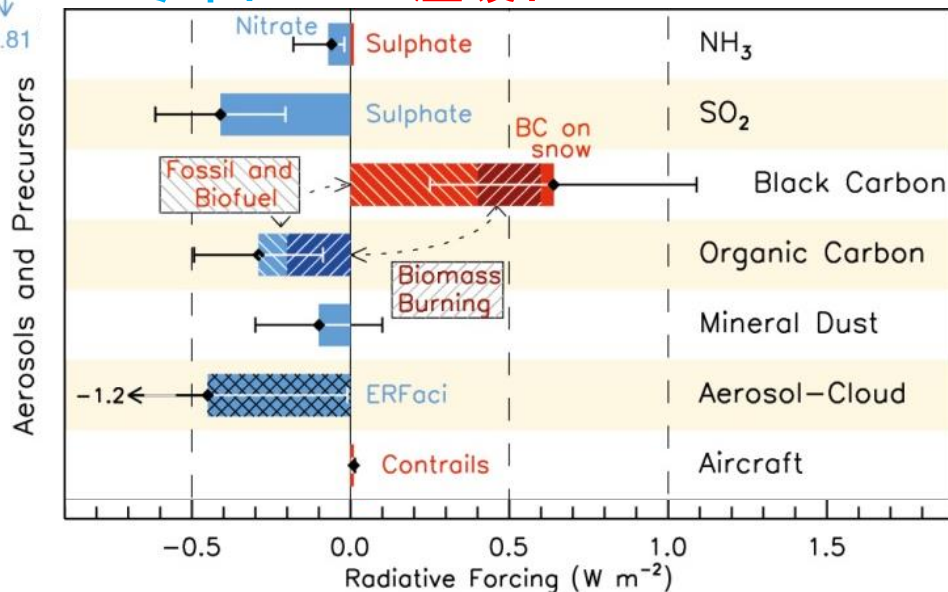 .81
Aerosols and Precursors
Nitrate
Sulphate
NH3
Sulphate
SO2
BC on
snow
Fossil and
Biofuel
Black Carbon
Organic Carbon
Biomass
Burning
Mineral Dust
-1.2
ERFaci
Aerosol-Cloud
Contrails
Aircraft
-0.5 0.0 0.5 1.0 1.5
Radiative Forcing (W m-2)